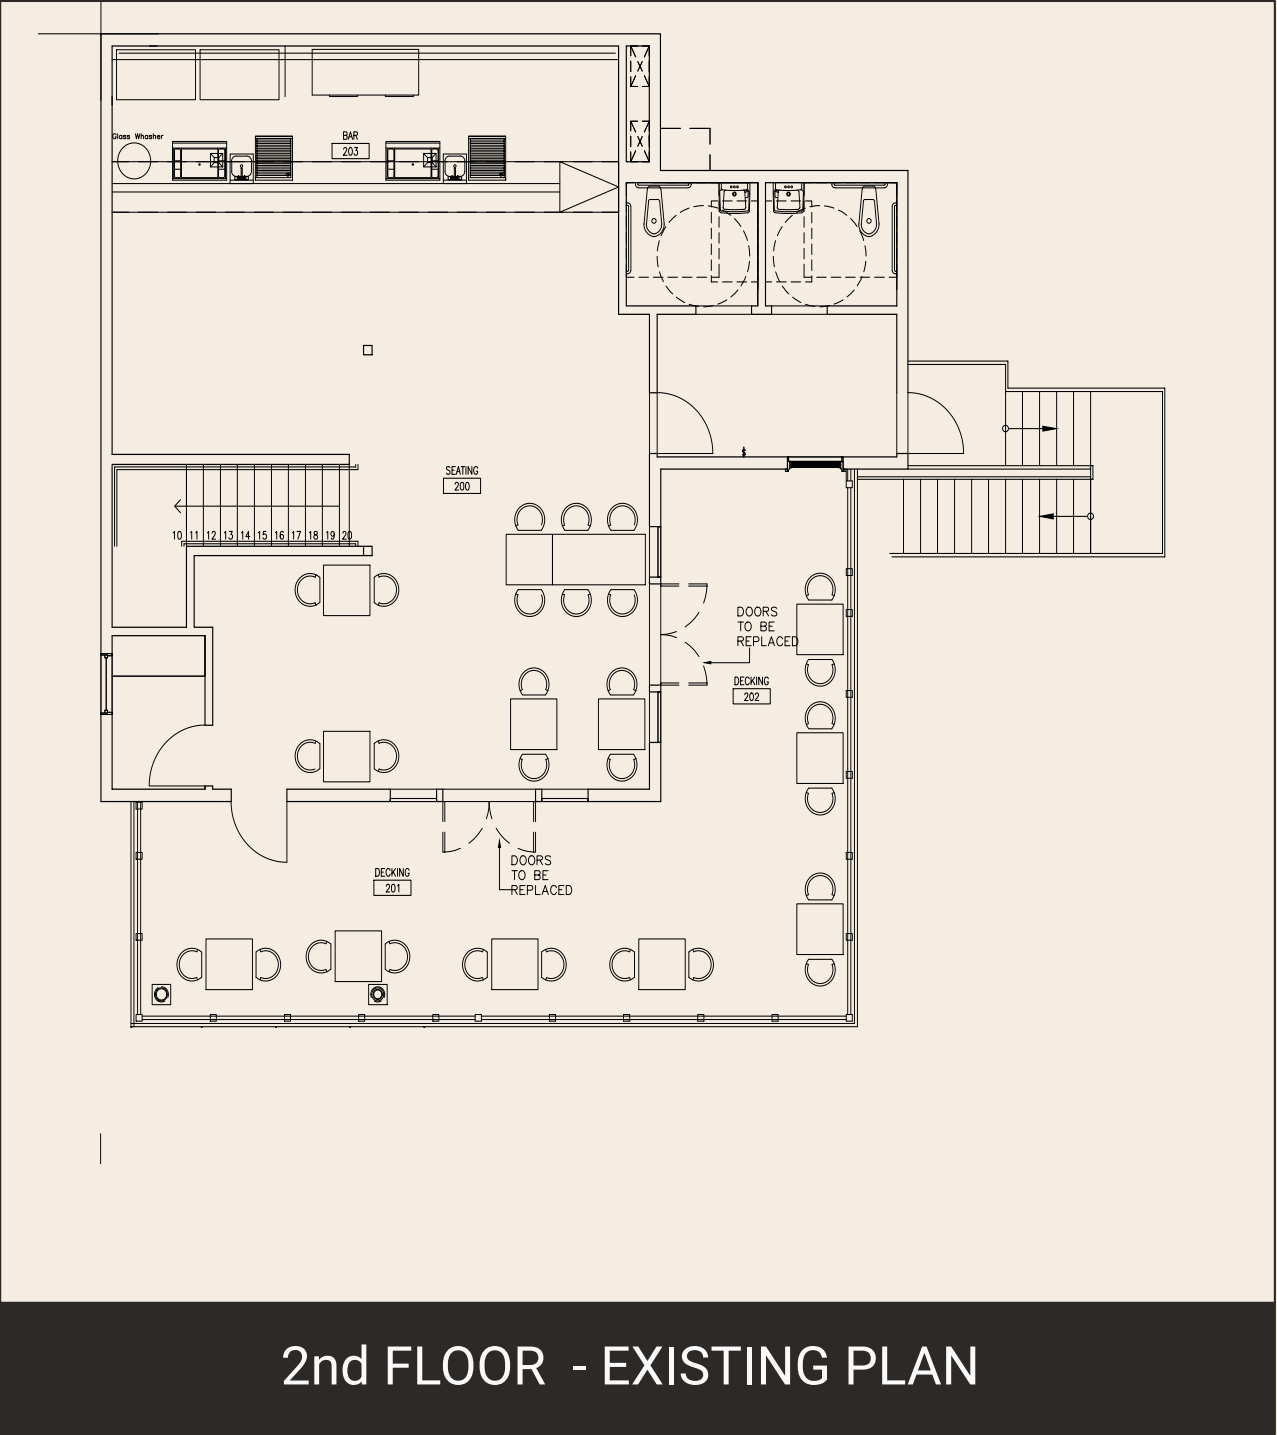 Glass Whasher
BAR
203
SEATING
200
10 11 12 13 14 15 16 17 18 19 20
DOORS
TO BE
REPLACED
DECKING
202
DOORS
TO BE
REPLACED
DECKING
201
$
2nd FLOOR - EXISTING PLAN